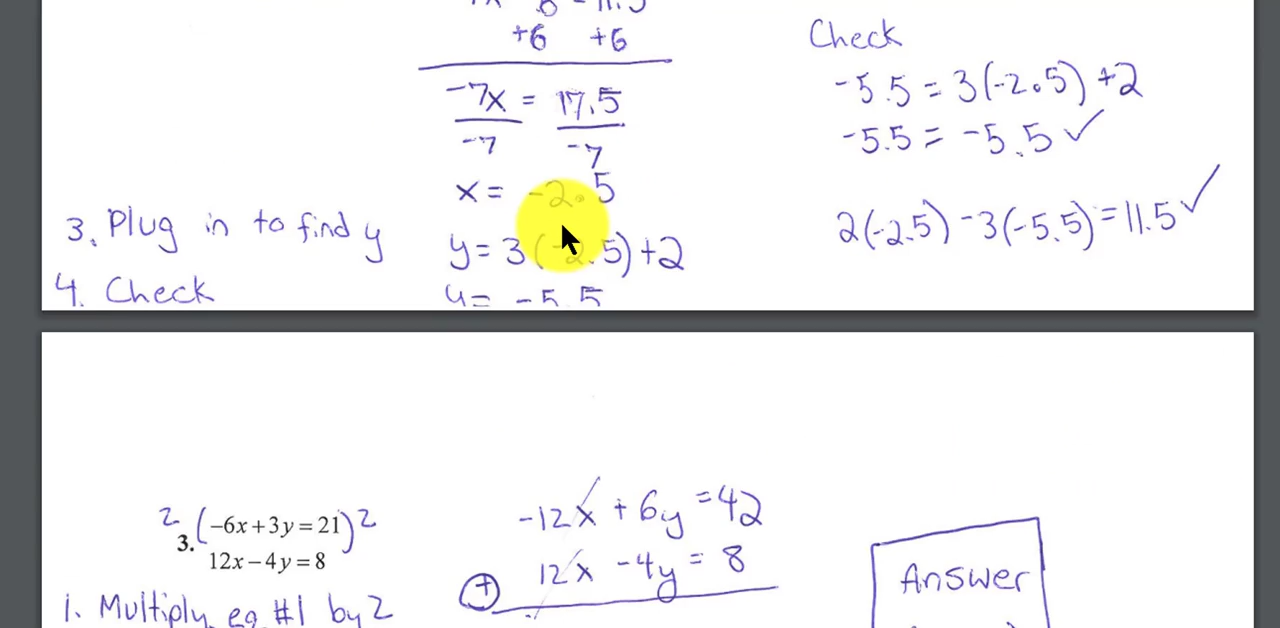 +6 +6
-7x = 17.5
-7 -7
x = -2.5
3. Plug in to find y
y = 3(-2.5)+2
4. Check
y = -5.5
Check
-5.5 = 3(-2.5) +2
-5.5 = -5.5 ✓
2(-2.5) -3(-5.5) = 11.5 ✓
2 (-6x+3y=21) 2
3.
12x-4y=8
1. Multiply eq #1 by 2
-12x + 6y = 42
+ 12x -4y = 8
Answer